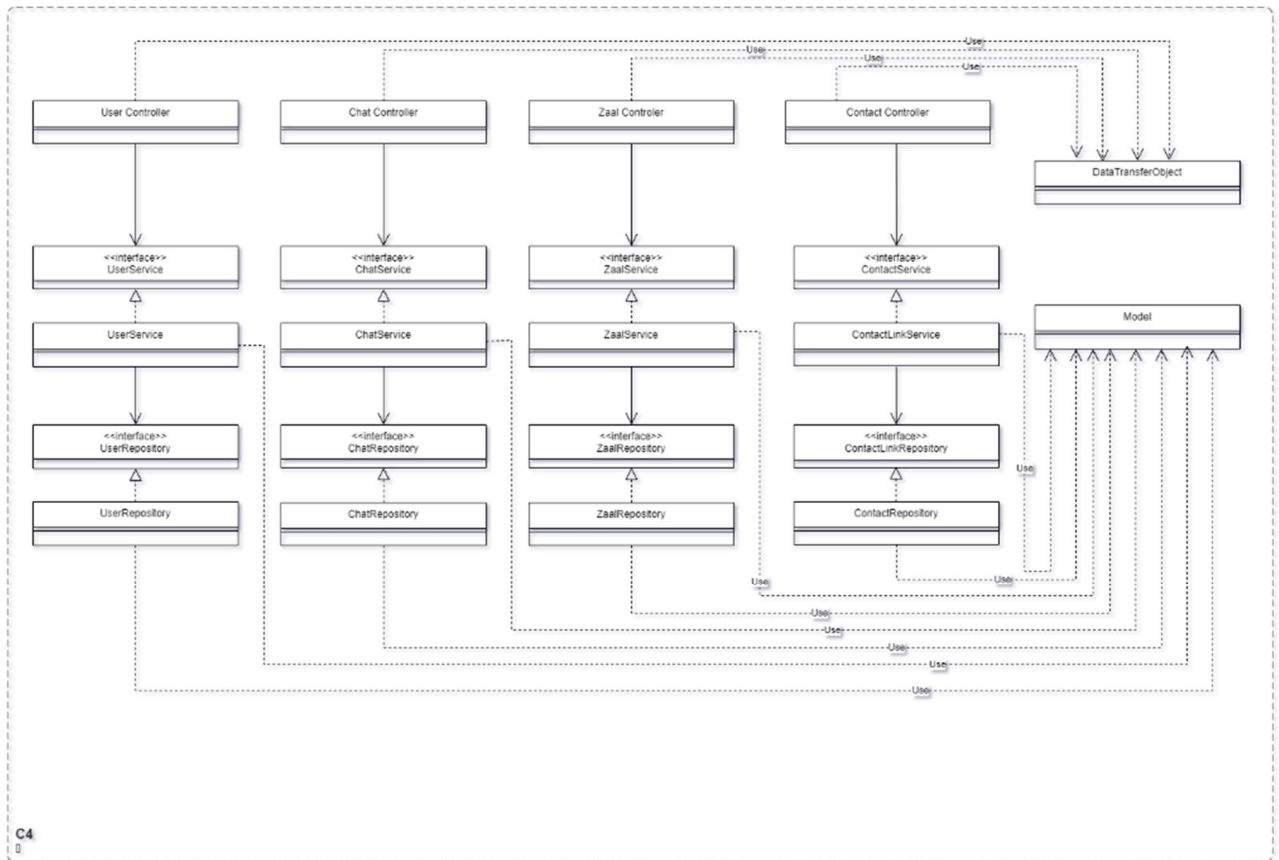 Use
Use
Use
Use
User Controller
Chat Controller
Zaal Controler
Contact Controller
DataTransferObject
<<interface>>
UserService
<<interface>>
ChatService
<<interface>>
ZaalService
<<interface>>
ContactService
Model
UserService
ChatService
ZaalService
ContactLinkService
<<interface>>
UserRepository
<<interface>>
ChatRepository
<<interface>>
ZaalRepository
<<interface>>
ContactLinkRepository
Use
UserRepository
ChatRepository
ZaalRepository
ContactRepository
Use
Use
Use
Use
Use
Use
Use
C4